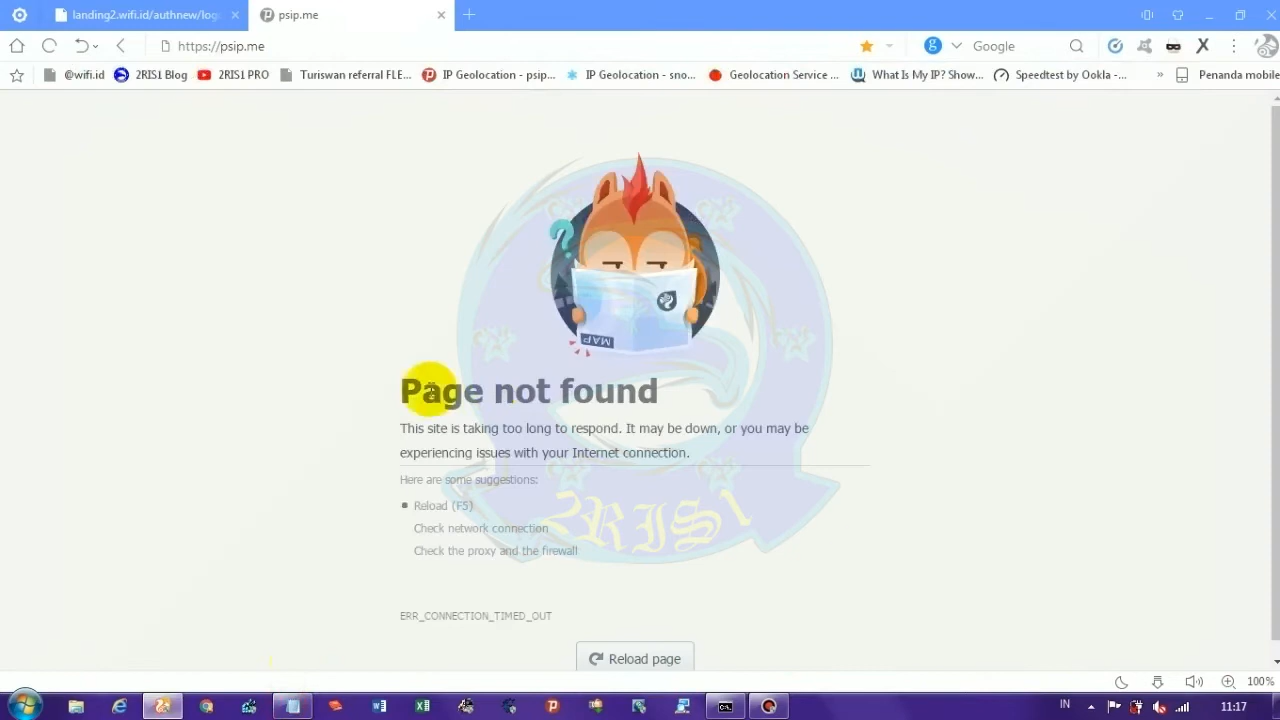 landing2.wifi.id/authnew/log
psip.me
https://psip.me
Google
@wifi.id
2RIS1 Blog
2RIS1 PRO
Turiswan referral FLE...
IP Geolocation - psip...
IP Geolocation - sno...
Geolocation Service ...
What Is My IP? Show...
Speedtest by Ookla -...
»
Penanda mobile
MAP
Page not found
This site is taking too long to respond. It may be down, or you may be
experiencing issues with your Internet connection.
Here are some suggestions:
Reload (F5)
Check network connection
Check the proxy and the firewall
2RIS1
ERR_CONNECTION_TIMED_OUT
Reload page
100%
IN
11:17